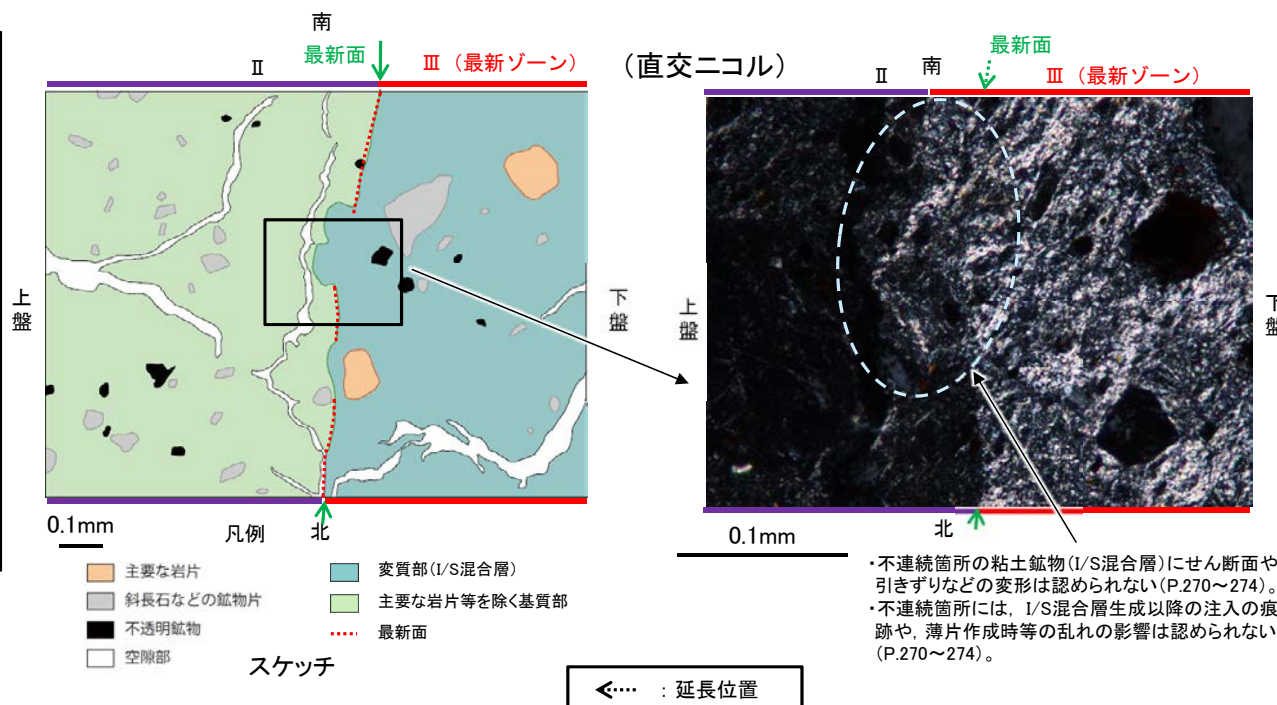 南
最新面
Ⅱ
Ⅲ（最新ゾーン）
（直交ニコル）
最新面
Ⅱ
南
Ⅲ（最新ゾーン）
上盤
下盤
上盤
下盤
0.1mm
凡例
北
主要な岩片
斜長石などの鉱物片
不透明鉱物
空隙部
変質部(I/S混合層)
主要な岩片等を除く基質部
最新面
スケッチ
0.1mm
北
・不連続箇所の粘土鉱物(I/S混合層)にせん断面や
引きずりなどの変形は認められない(P.270～274)。
・不連続箇所には，I/S混合層生成以降の注入の痕
跡や，薄片作成時等の乱れの影響は認められない
(P.270～274)。
：延長位置